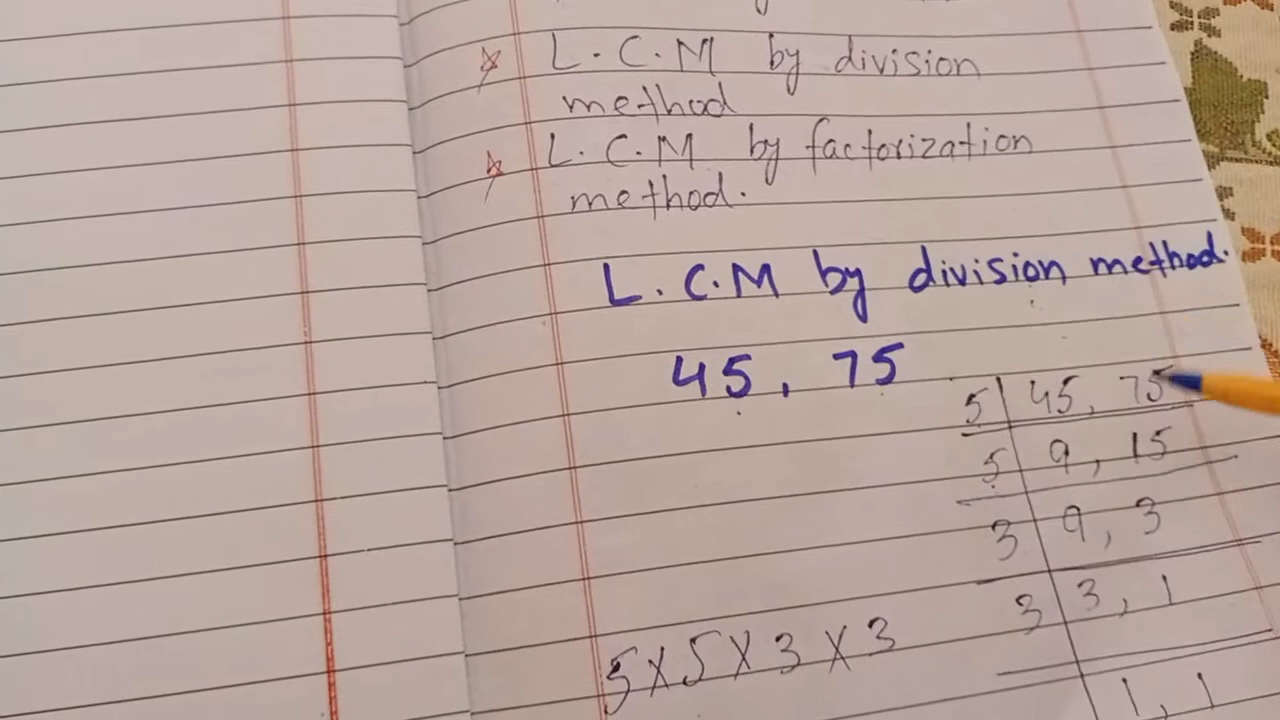 L.C.M by division
method
L.C.M by factorization
method.
L.C.M by division method.
45, 75
5 45, 75
5 9, 15
3 9, 3
3 3, 1
1, 1
5×5×3×3